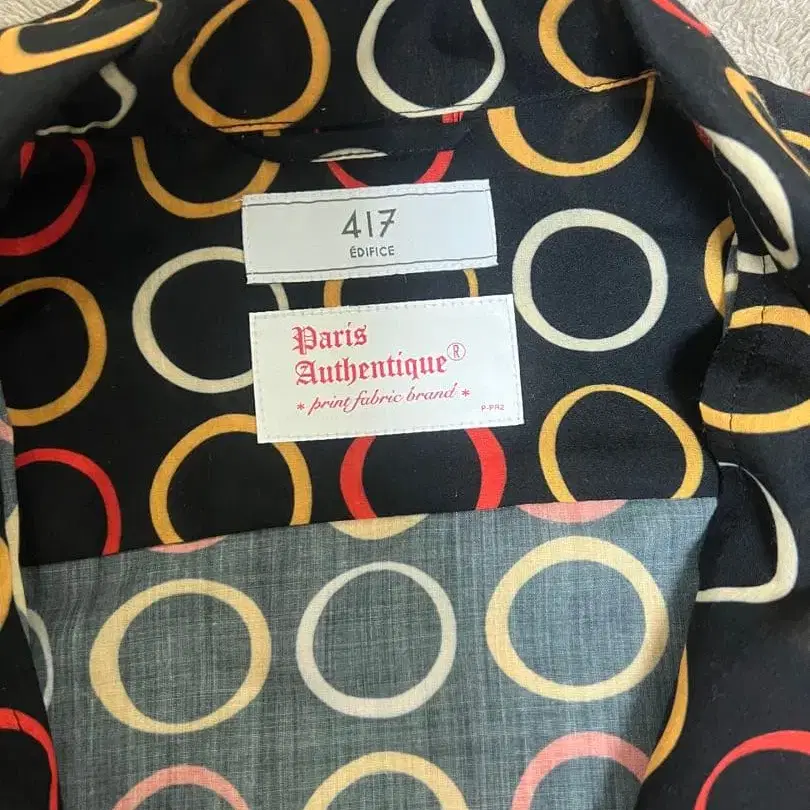 417
ÉDIFICE
Paris
Authentique®
* print fabric brand *
P-PR2